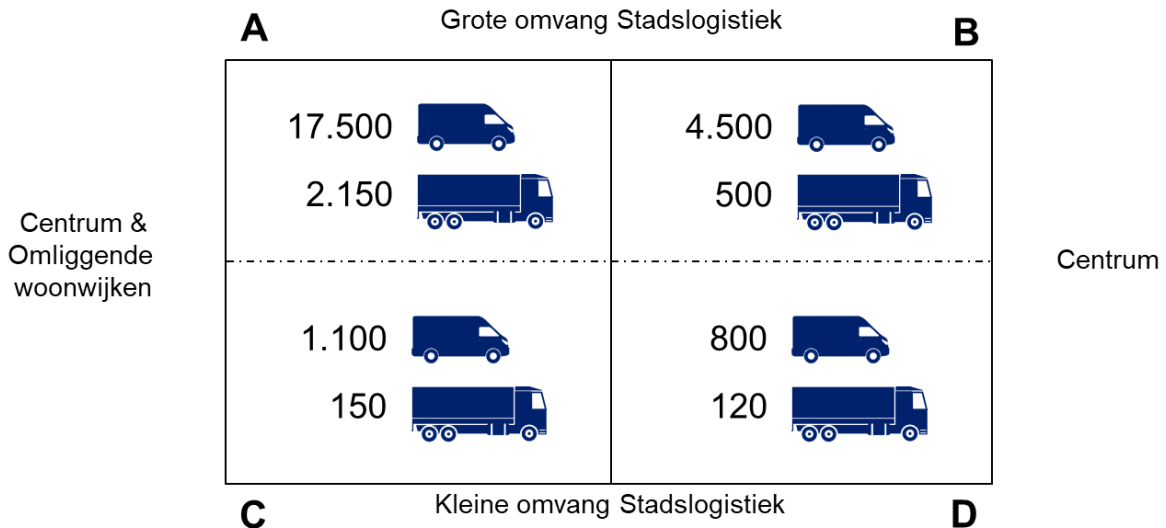 A
Grote omvang Stadslogistiek
B
17.500
4.500
2.150
500
Centrum &
Omliggende
woonwijken
Centrum
1.100
800
150
120
C
Kleine omvang Stadslogistiek
D